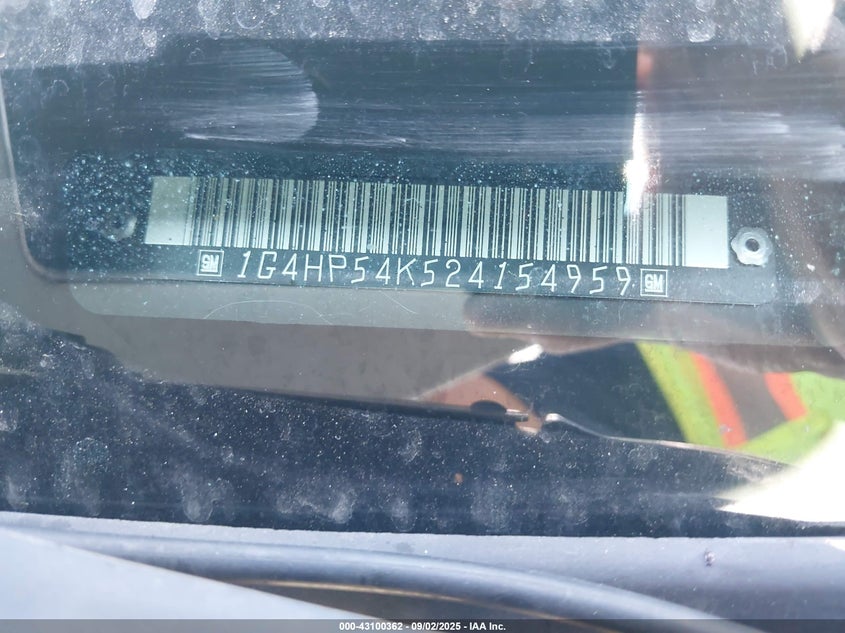 GM 1G4HP54K524154959 GM
000-43100362 • 09/02/2025 • IAA Inc.